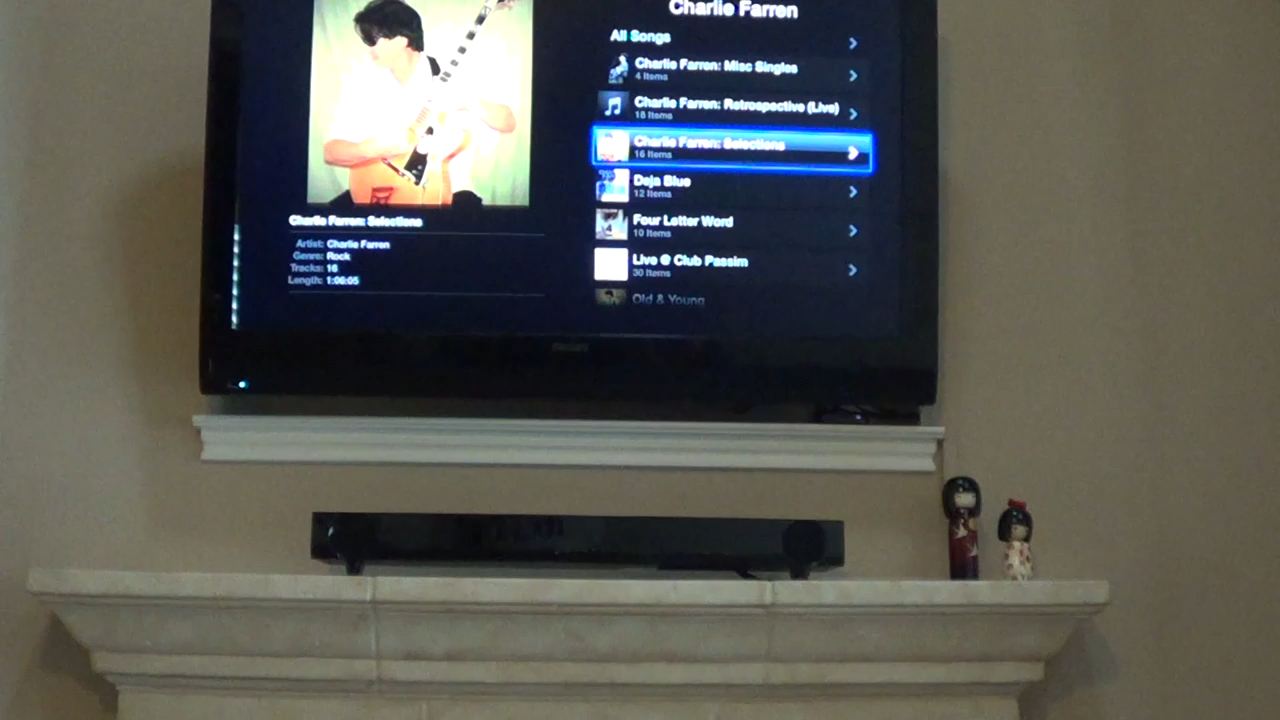 Charlie Farren
All Songs
Charlie Farren: Misc Singles
4 Items
Charlie Farren: Retrospective (Live)
18 Items
Charlie Farren: Selections
16 Items
Deja Blue
12 Items
Four Letter Word
10 Items
Live @ Club Passim
30 Items
Old & Young
Charlie Farren: Selections
Artist: Charlie Farren
Genre: Rock
Tracks: 16
Length: 1:06:05